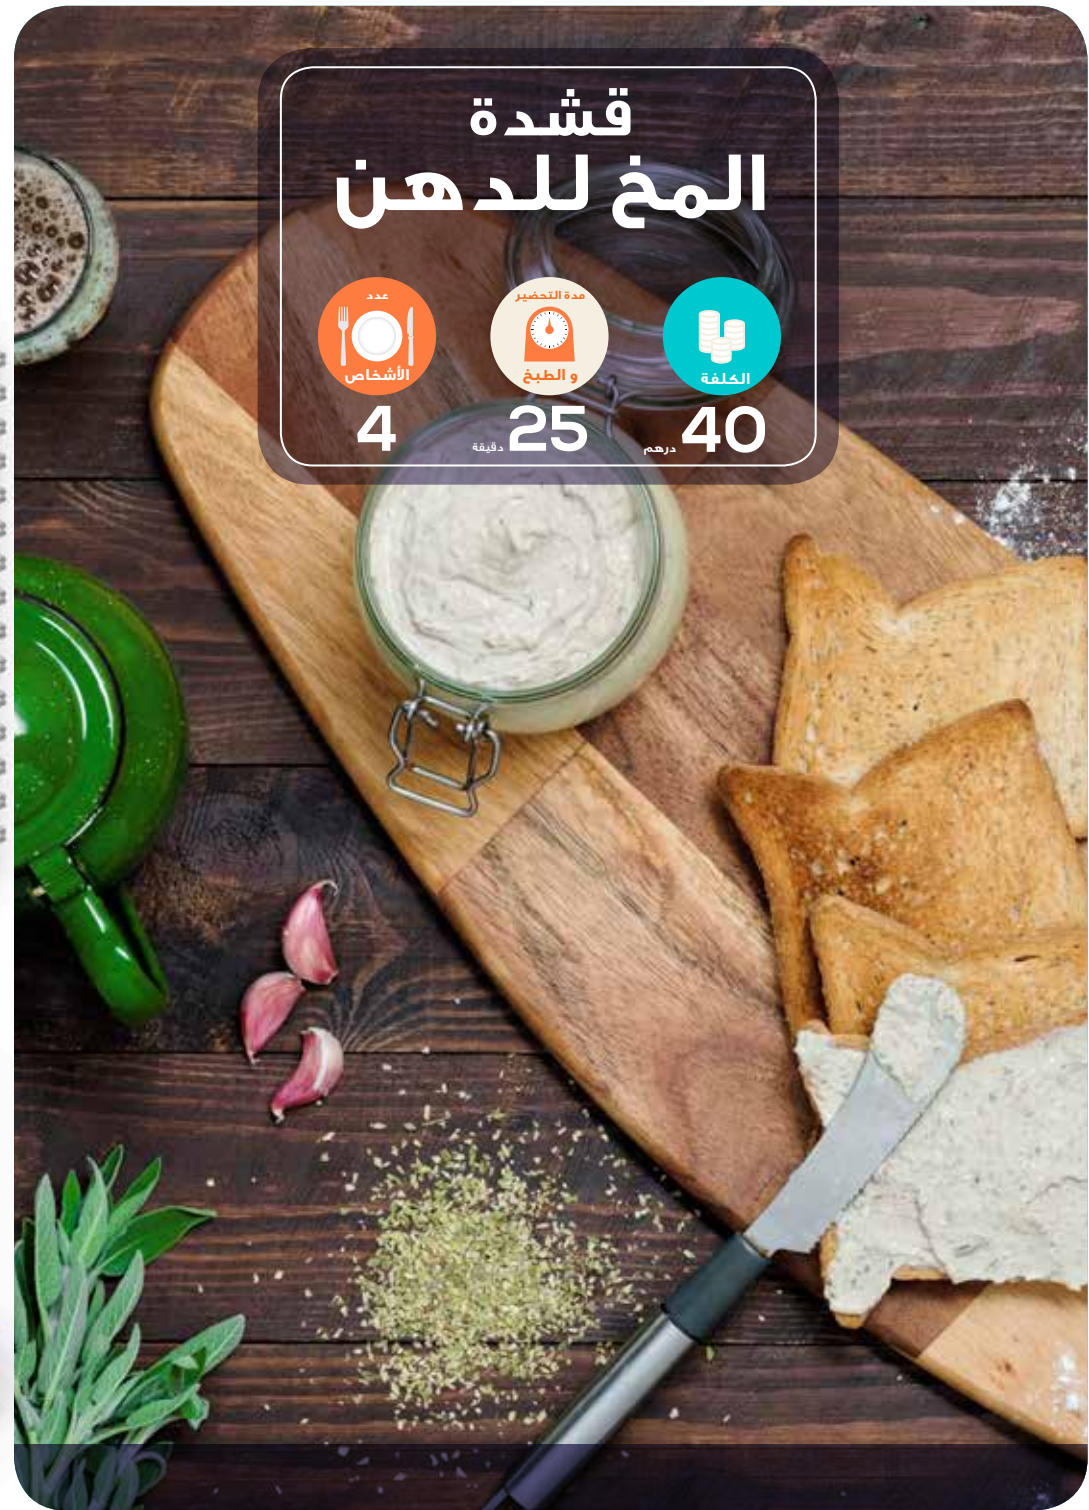 قشدة
المخ للدهن
الكلفة
40 درهم
مدة التحضير
و الطبخ
25 دقيقة
عدد
الأشخاص
4